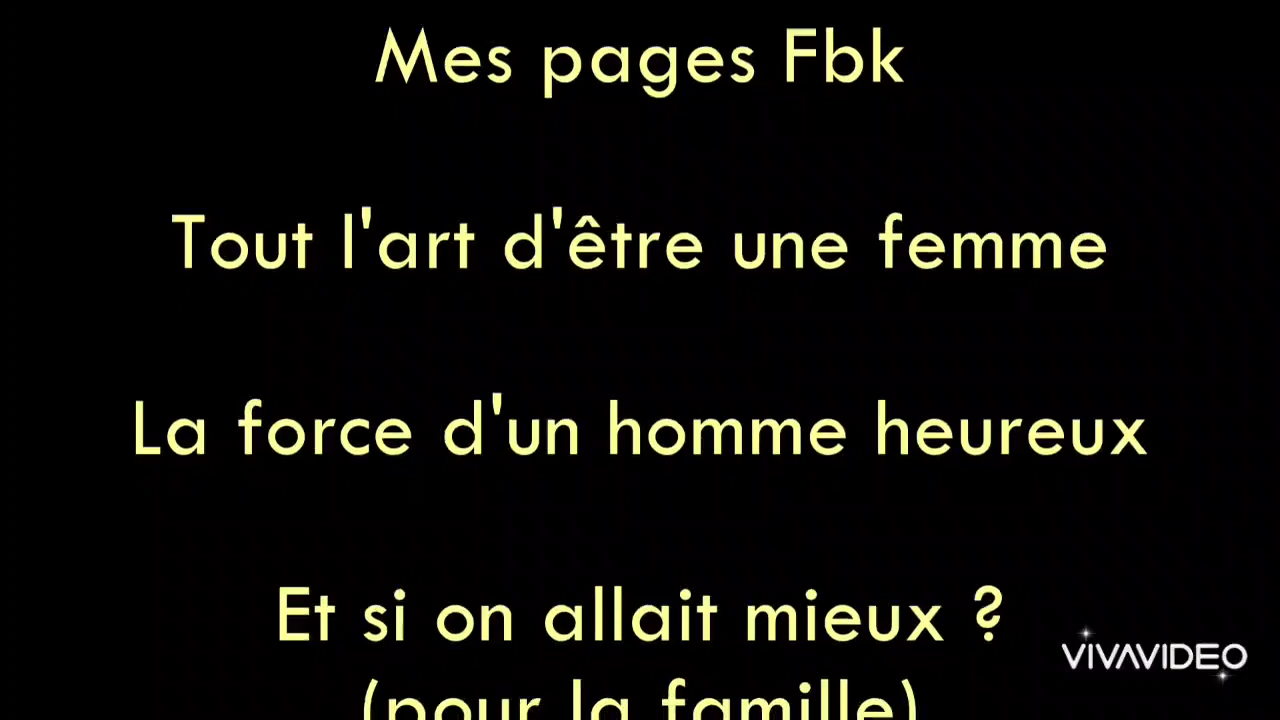 Mes pages Fbk
Tout l'art d'être une femme
La force d'un homme heureux
Et si on allait mieux ?
(pour la famille)
VIVAVIDEO